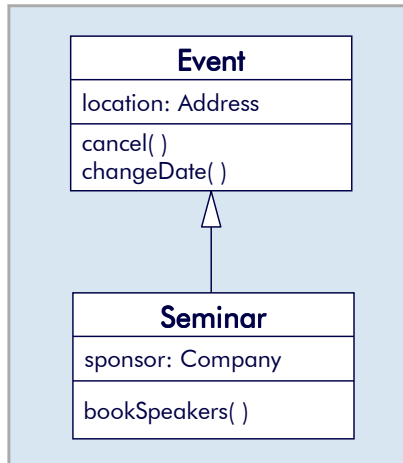 Event
location: Address
cancel( )
changeDate( )
Seminar
sponsor: Company
bookSpeakers( )